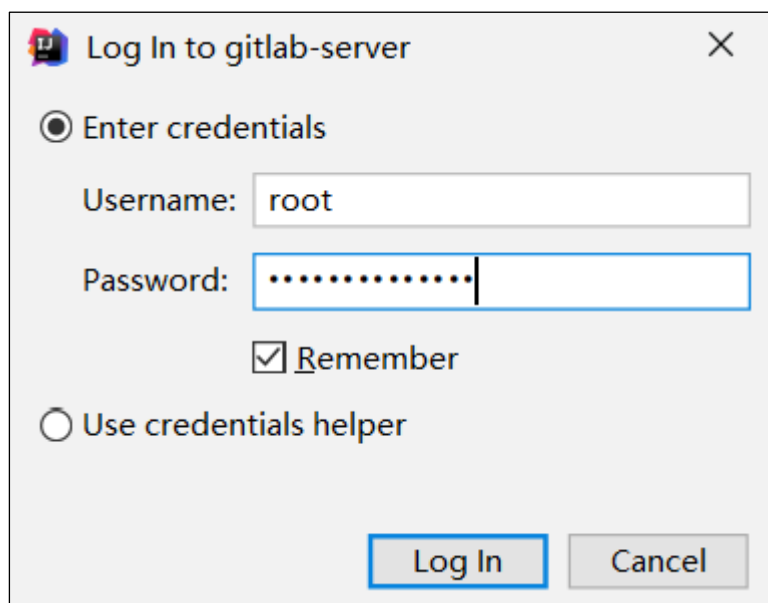 Log In to gitlab-server
Enter credentials
Username: root
Password: ••••••••••••••
Remember
Use credentials helper
Log In Cancel